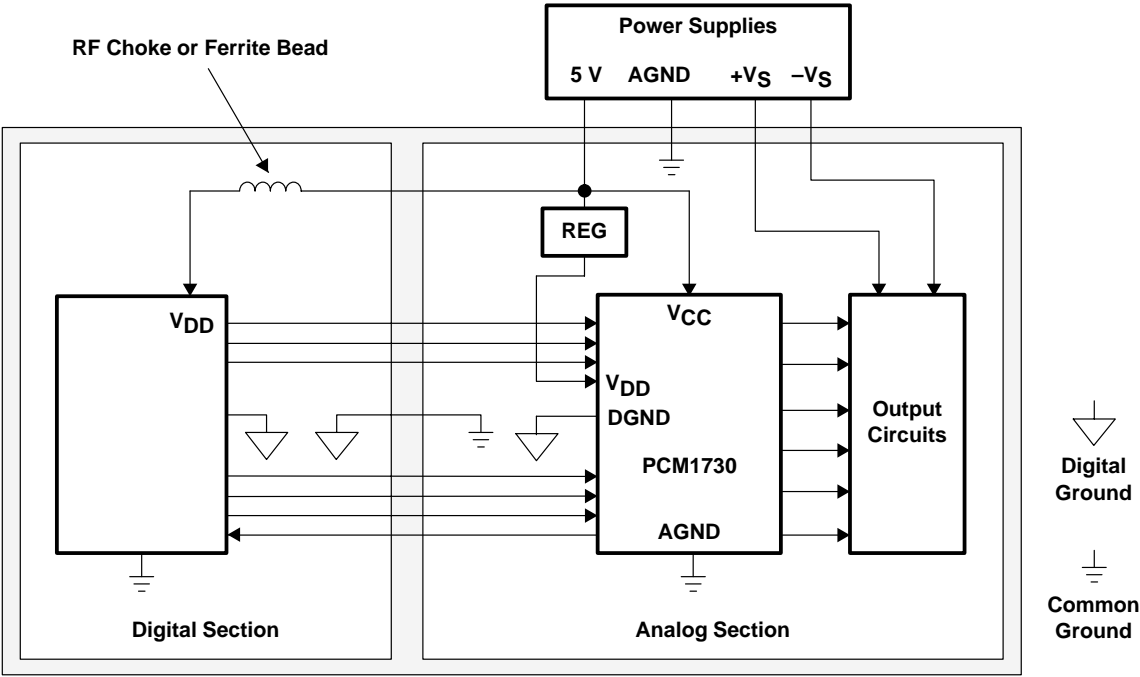 Power Supplies
5 V AGND +VS –VS
RF Choke or Ferrite Bead
REG
VDD
VCC
VDD
DGND
PCM1730
AGND
Output
Circuits
Digital
Ground
Common
Ground
Digital Section
Analog Section